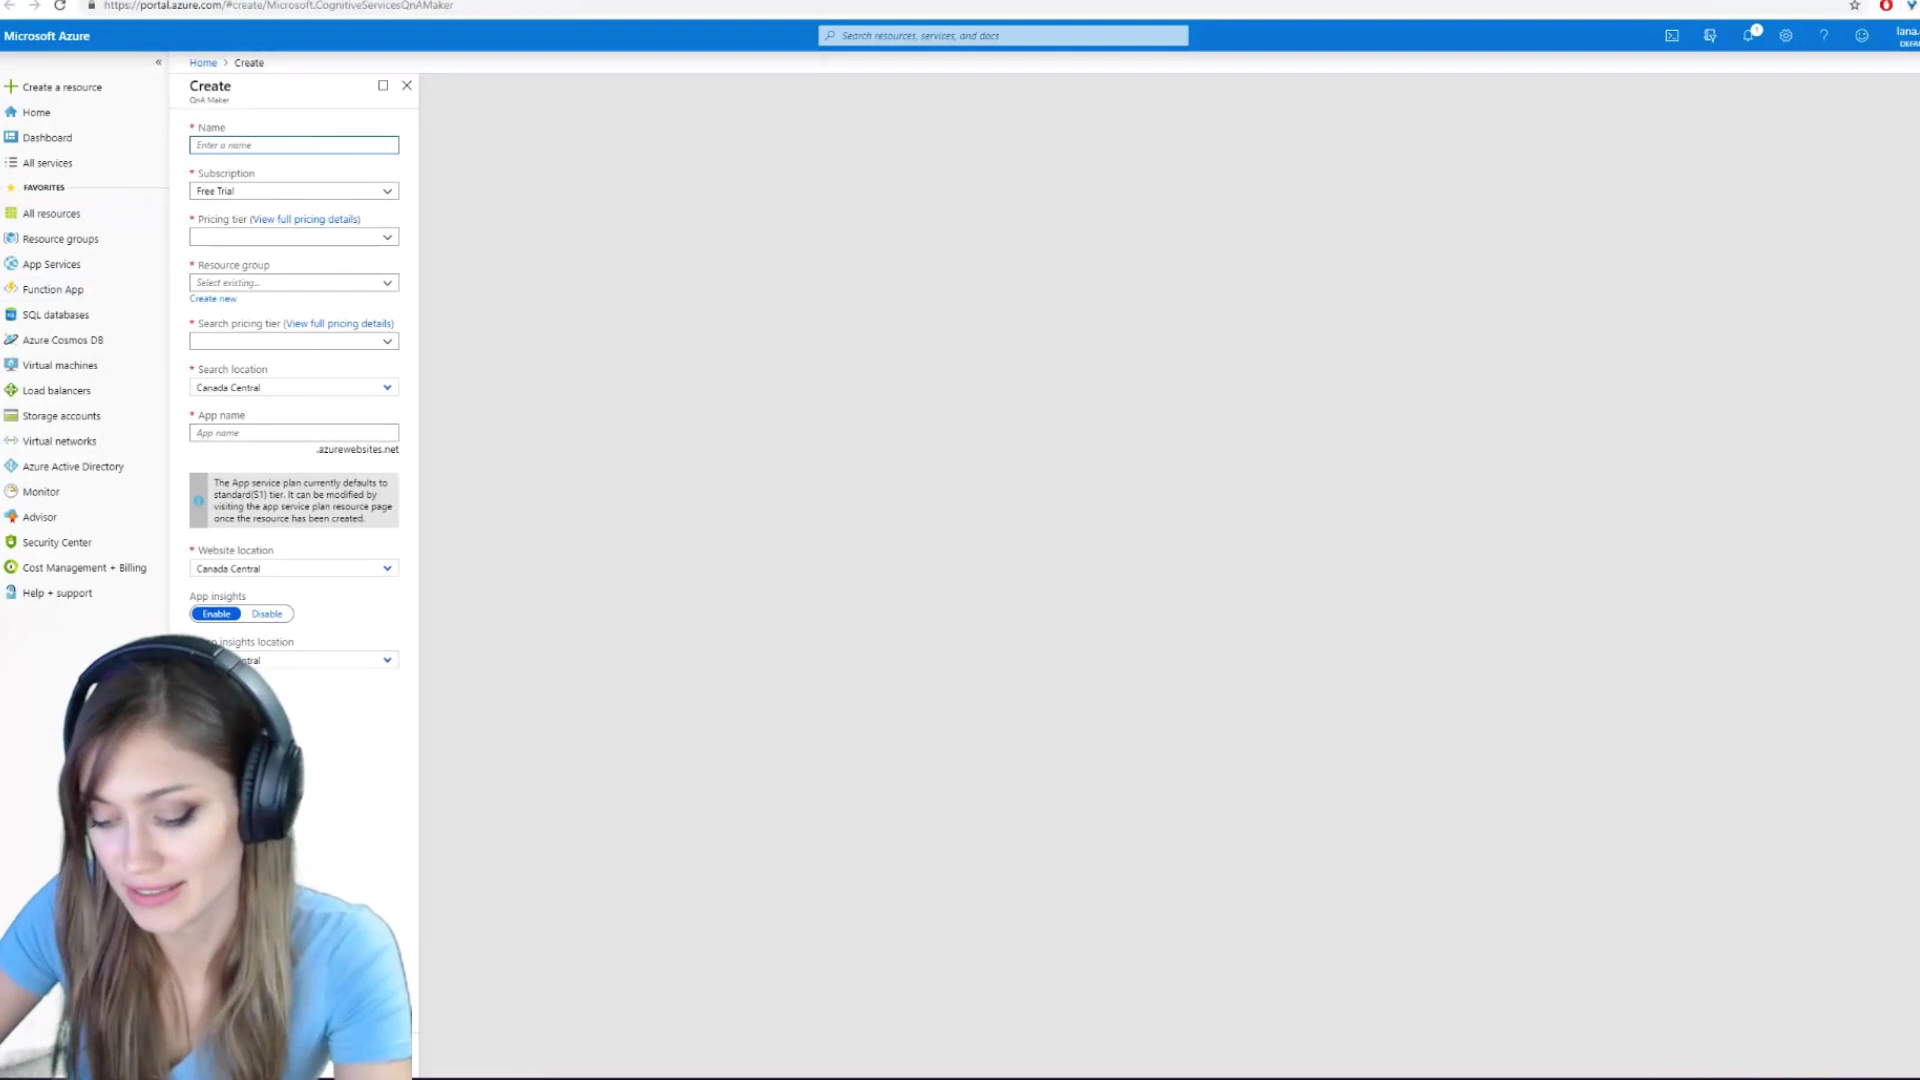 https://portal.azure.com/#create/Microsoft.CognitiveServicesQnAMaker
Microsoft Azure
Search resources, services, and docs
1
lana.
DEFA
Create a resource
Home
Dashboard
All services
FAVORITES
All resources
Resource groups
App Services
Function App
SQL databases
Azure Cosmos DB
Virtual machines
Load balancers
Storage accounts
Virtual networks
Azure Active Directory
Monitor
Advisor
Security Center
Cost Management + Billing
Help + support
Home > Create
Create
QnA Maker
* Name
Enter a name
* Subscription
Free Trial
* Pricing tier (View full pricing details)
* Resource group
Select existing...
Create new
* Search pricing tier (View full pricing details)
* Search location
Canada Central
* App name
App name
.azurewebsites.net
The App service plan currently defaults to
standard(S1) tier. It can be modified by
visiting the app service plan resource page
once the resource has been created.
* Website location
Canada Central
App insights
Enable Disable
insights location